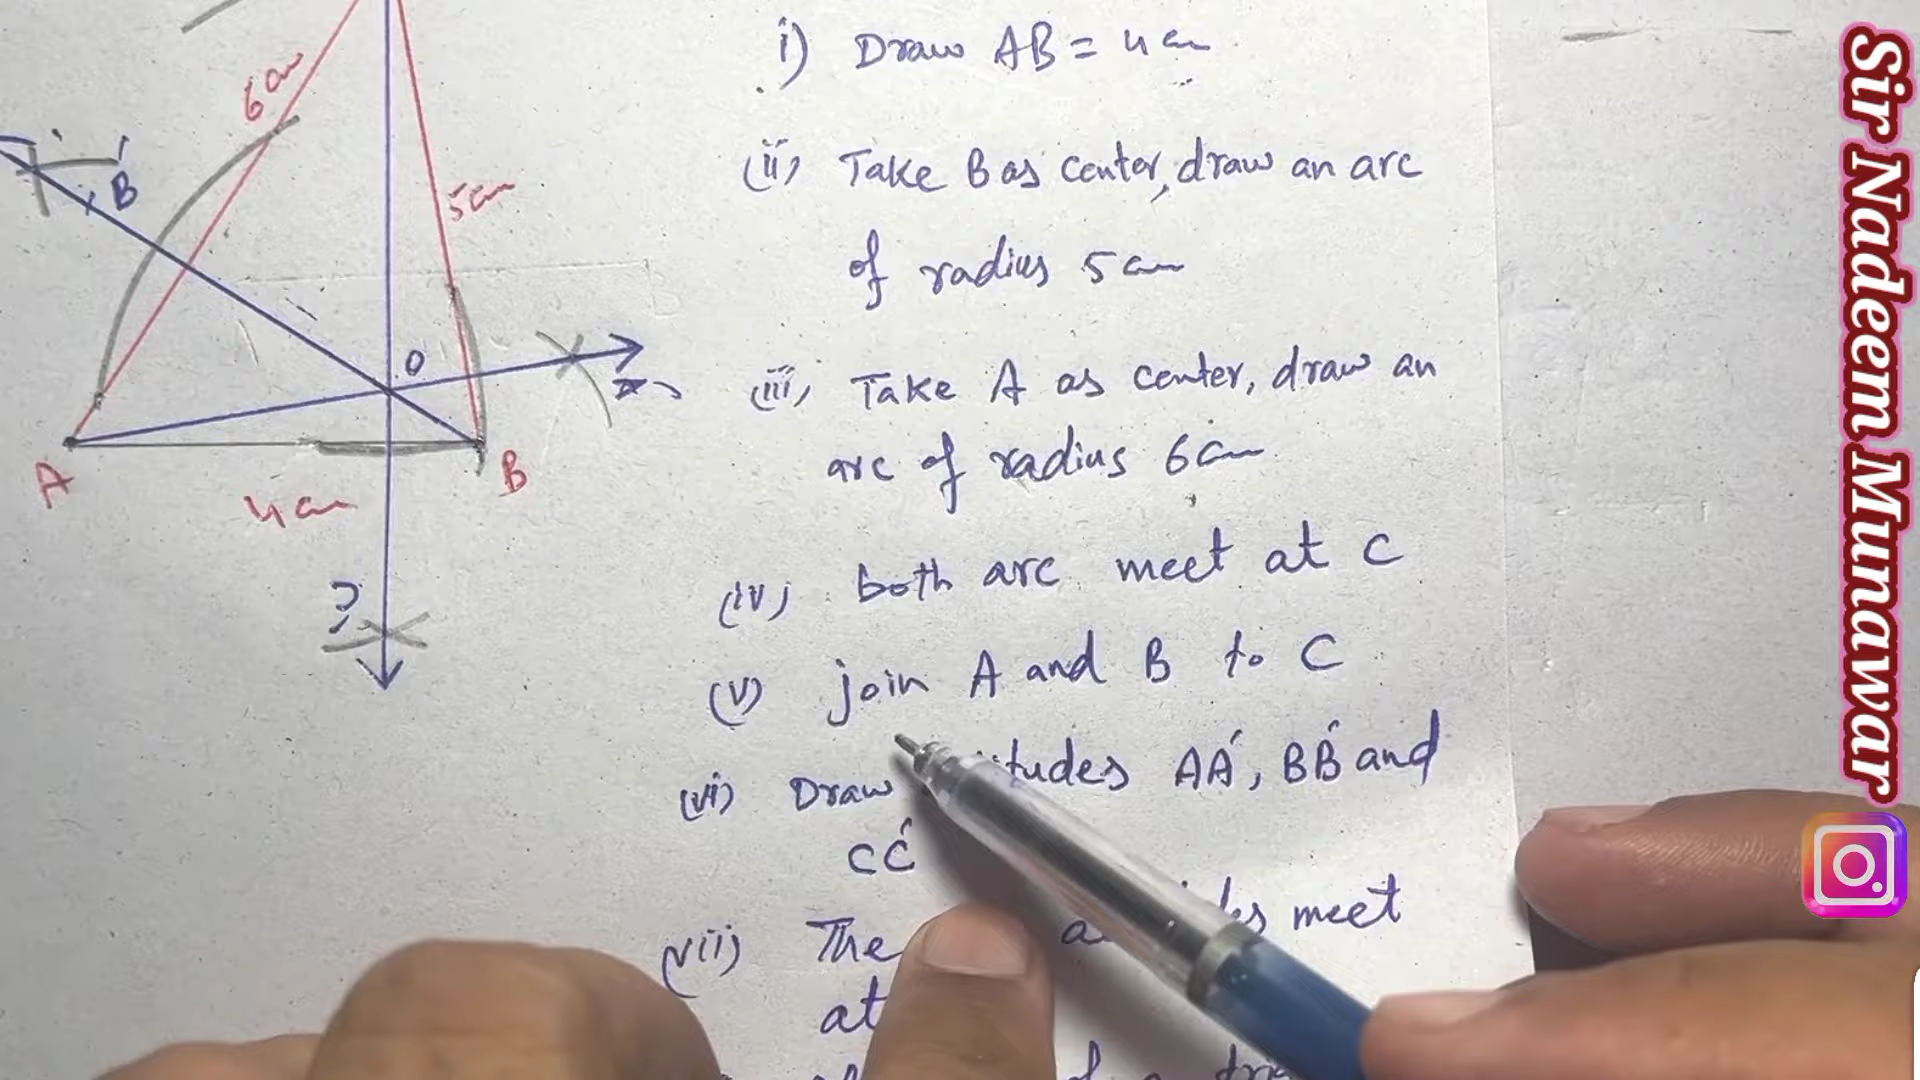 i) Draw AB = 4cm
(ii) Take B as center, draw an arc
of radius 5cm
(iii) Take A as center, draw an
arc of radius 6cm
(iv) both arc meet at C
(v) join A and B to C
(vi) Draw AA', BB' and
CC'
(vii) The meet
at
6cm
B'
5cm
O
A
B
4cm
Sir Nadeem Munawar